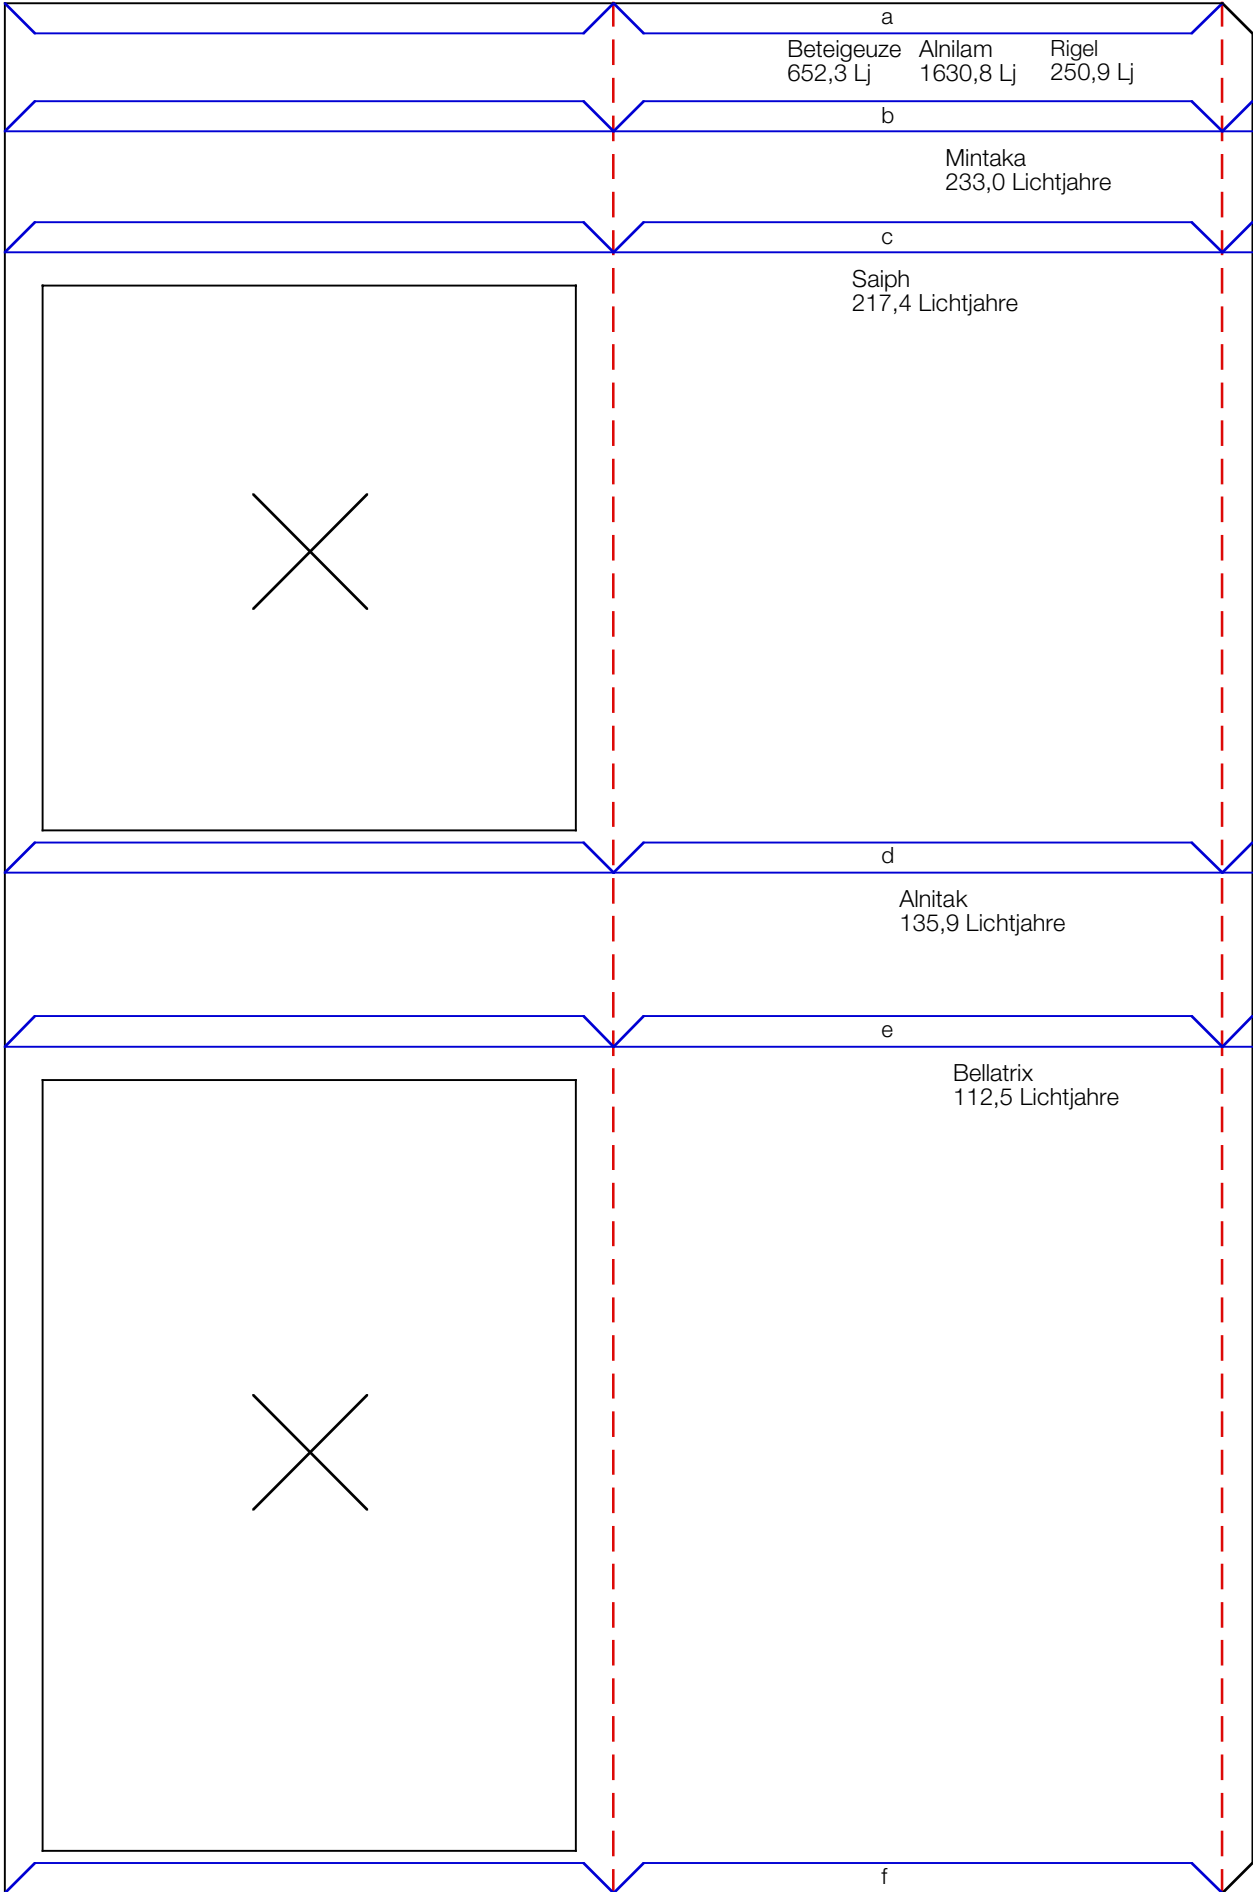 a
Beteigeuze Alnilam Rigel
652,3 Lj 1630,8 Lj 250,9 Lj
b
Mintaka
233,0 Lichtjahre
c
Saiph
217,4 Lichtjahre
d
Alnitak
135,9 Lichtjahre
e
Bellatrix
112,5 Lichtjahre
f